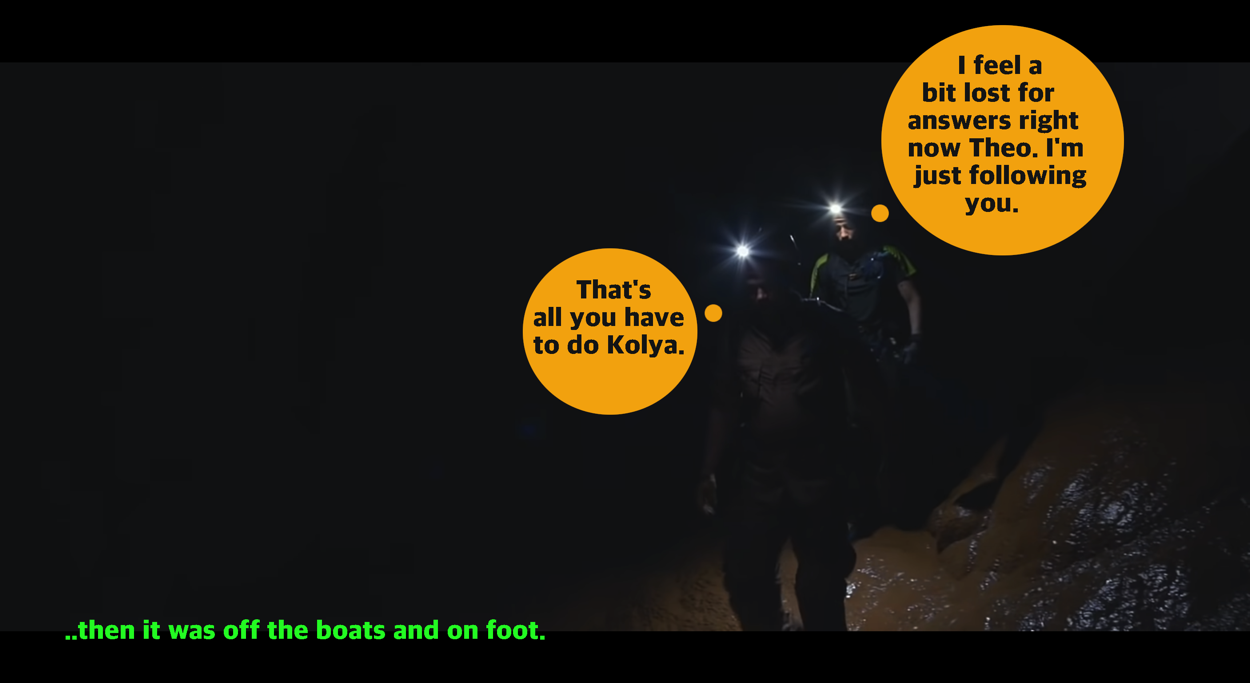 I feel a
bit lost for
answers right
now Theo. I'm
just following
you.
That's
all you have
to do Kolya.
..then it was off the boats and on foot.